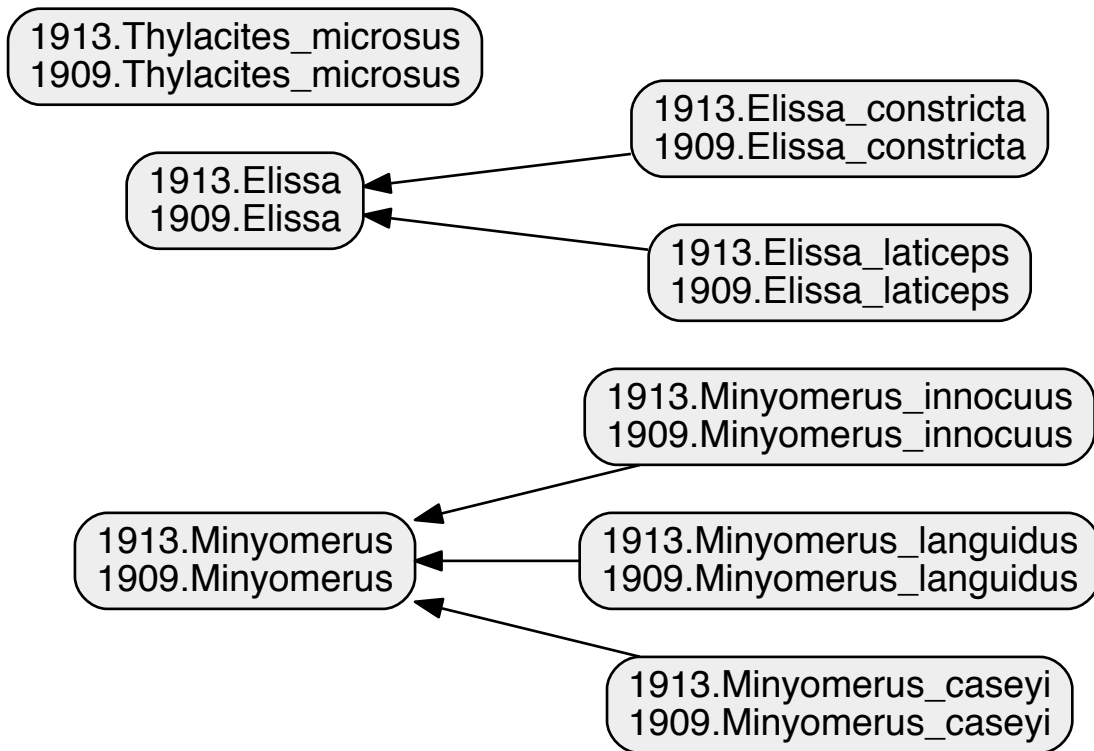 1913.Thylacites_microsus
1909.Thylacites_microsus
1913.Elissa_constricta
1909.Elissa_constricta
1913.Elissa
1909.Elissa
1913.Elissa_laticeps
1909.Elissa_laticeps
1913.Minyomerus_innocuus
1909.Minyomerus_innocuus
1913.Minyomerus
1909.Minyomerus
1913.Minyomerus_languidus
1909.Minyomerus_languidus
1913.Minyomerus_caseyi
1909.Minyomerus_caseyi